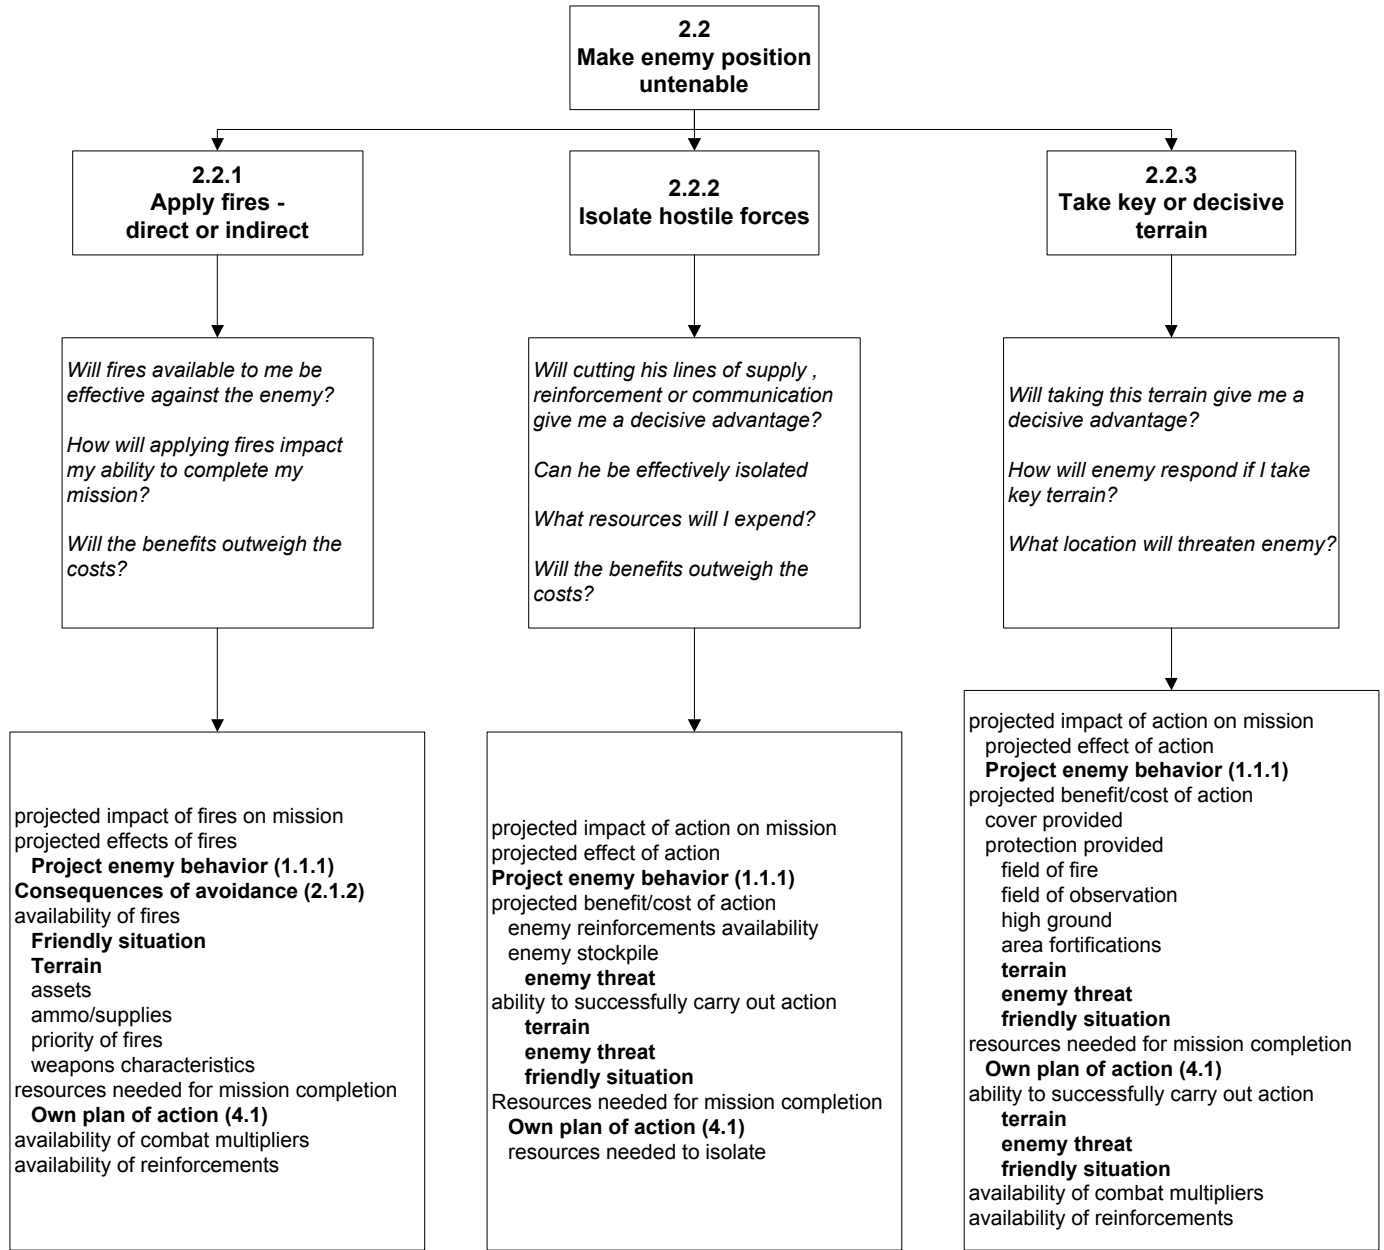 2.2
Make enemy position
untenable
2.2.1
Apply fires -
direct or indirect
2.2.2
Isolate hostile forces
2.2.3
Take key or decisive
terrain
Will fires available to me be
effective against the enemy?
How will applying fires impact
my ability to complete my
mission?
Will the benefits outweigh the
costs?
Will cutting his lines of supply ,
reinforcement or communication
give me a decisive advantage?
Can he be effectively isolated
What resources will I expend?
Will the benefits outweigh the
costs?
Will taking this terrain give me a
decisive advantage?
How will enemy respond if I take
key terrain?
What location will threaten enemy?
projected impact of fires on mission
projected effects of fires
Project enemy behavior (1.1.1)
Consequences of avoidance (2.1.2)
availability of fires
Friendly situation
Terrain
assets
ammo/supplies
priority of fires
weapons characteristics
resources needed for mission completion
Own plan of action (4.1)
availability of combat multipliers
availability of reinforcements
projected impact of action on mission
projected effect of action
Project enemy behavior (1.1.1)
projected benefit/cost of action
enemy reinforcements availability
enemy stockpile
enemy threat
ability to successfully carry out action
terrain
enemy threat
friendly situation
Resources needed for mission completion
Own plan of action (4.1)
resources needed to isolate
projected impact of action on mission
projected effect of action
Project enemy behavior (1.1.1)
projected benefit/cost of action
cover provided
protection provided
field of fire
field of observation
high ground
area fortifications
terrain
enemy threat
friendly situation
resources needed for mission completion
Own plan of action (4.1)
ability to successfully carry out action
terrain
enemy threat
friendly situation
availability of combat multipliers
availability of reinforcements